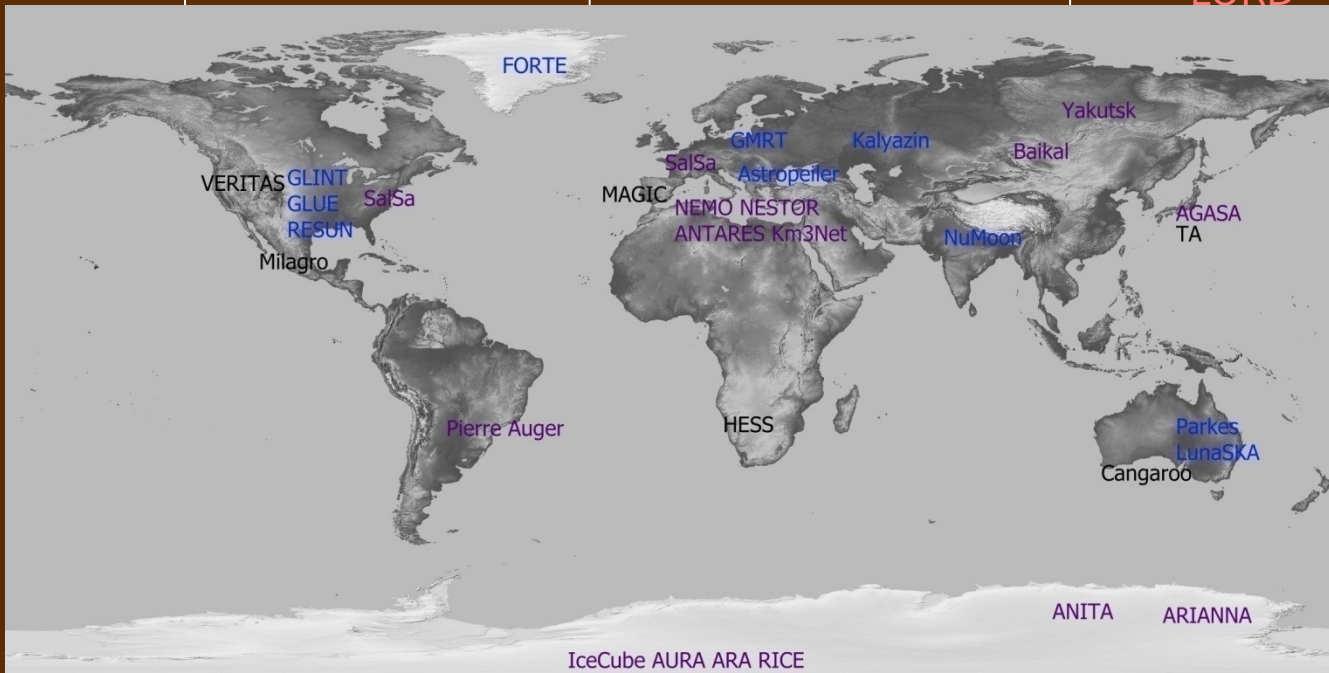 LORD
FORTE
Yakutsk
GMRT
Kalyazin
Baikal
SalSa
Astropeiler
VERITAS
GLINT
MAGIC
SalSa
GLUE
NEMO NESTOR
AGASA
RESUN
ANTARES Km3Net
TA
NuMoon
Milagro
Pierre Auger
HESS
Parkes
LunaSKA
Cangaroo
ANITA
ARIANNA
IceCube AURA ARA RICE